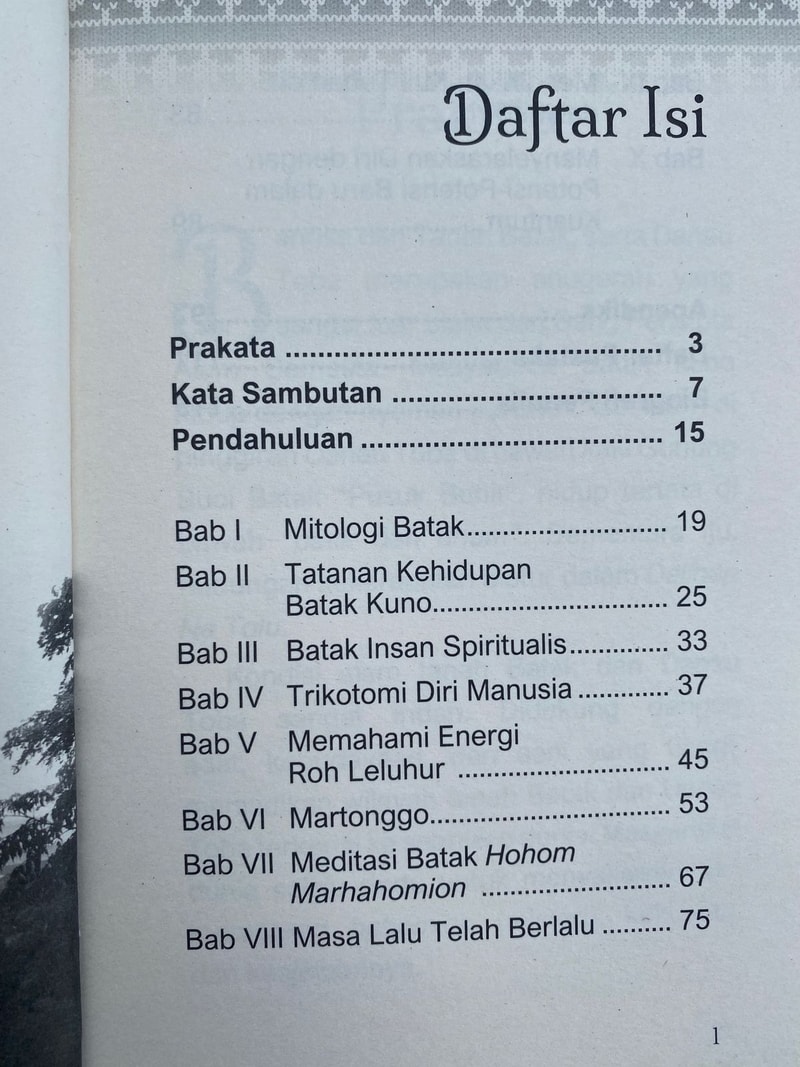 Daftar Isi
Prakata ................................................... 3
Kata Sambutan ..................................... 7
Pendahuluan ......................................... 15
Bab I Mitologi Batak............................ 19
Bab II Tatanan Kehidupan
Batak Kuno................................ 25
Bab III Batak Insan Spiritualis.............. 33
Bab IV Trikotomi Diri Manusia ............. 37
Bab V Memahami Energi
Roh Leluhur ............................. 45
Bab VI Martonggo................................. 53
Bab VII Meditasi Batak Hohom
Marhahomion .......................... 67
Bab VIII Masa Lalu Telah Berlalu .......... 75
1